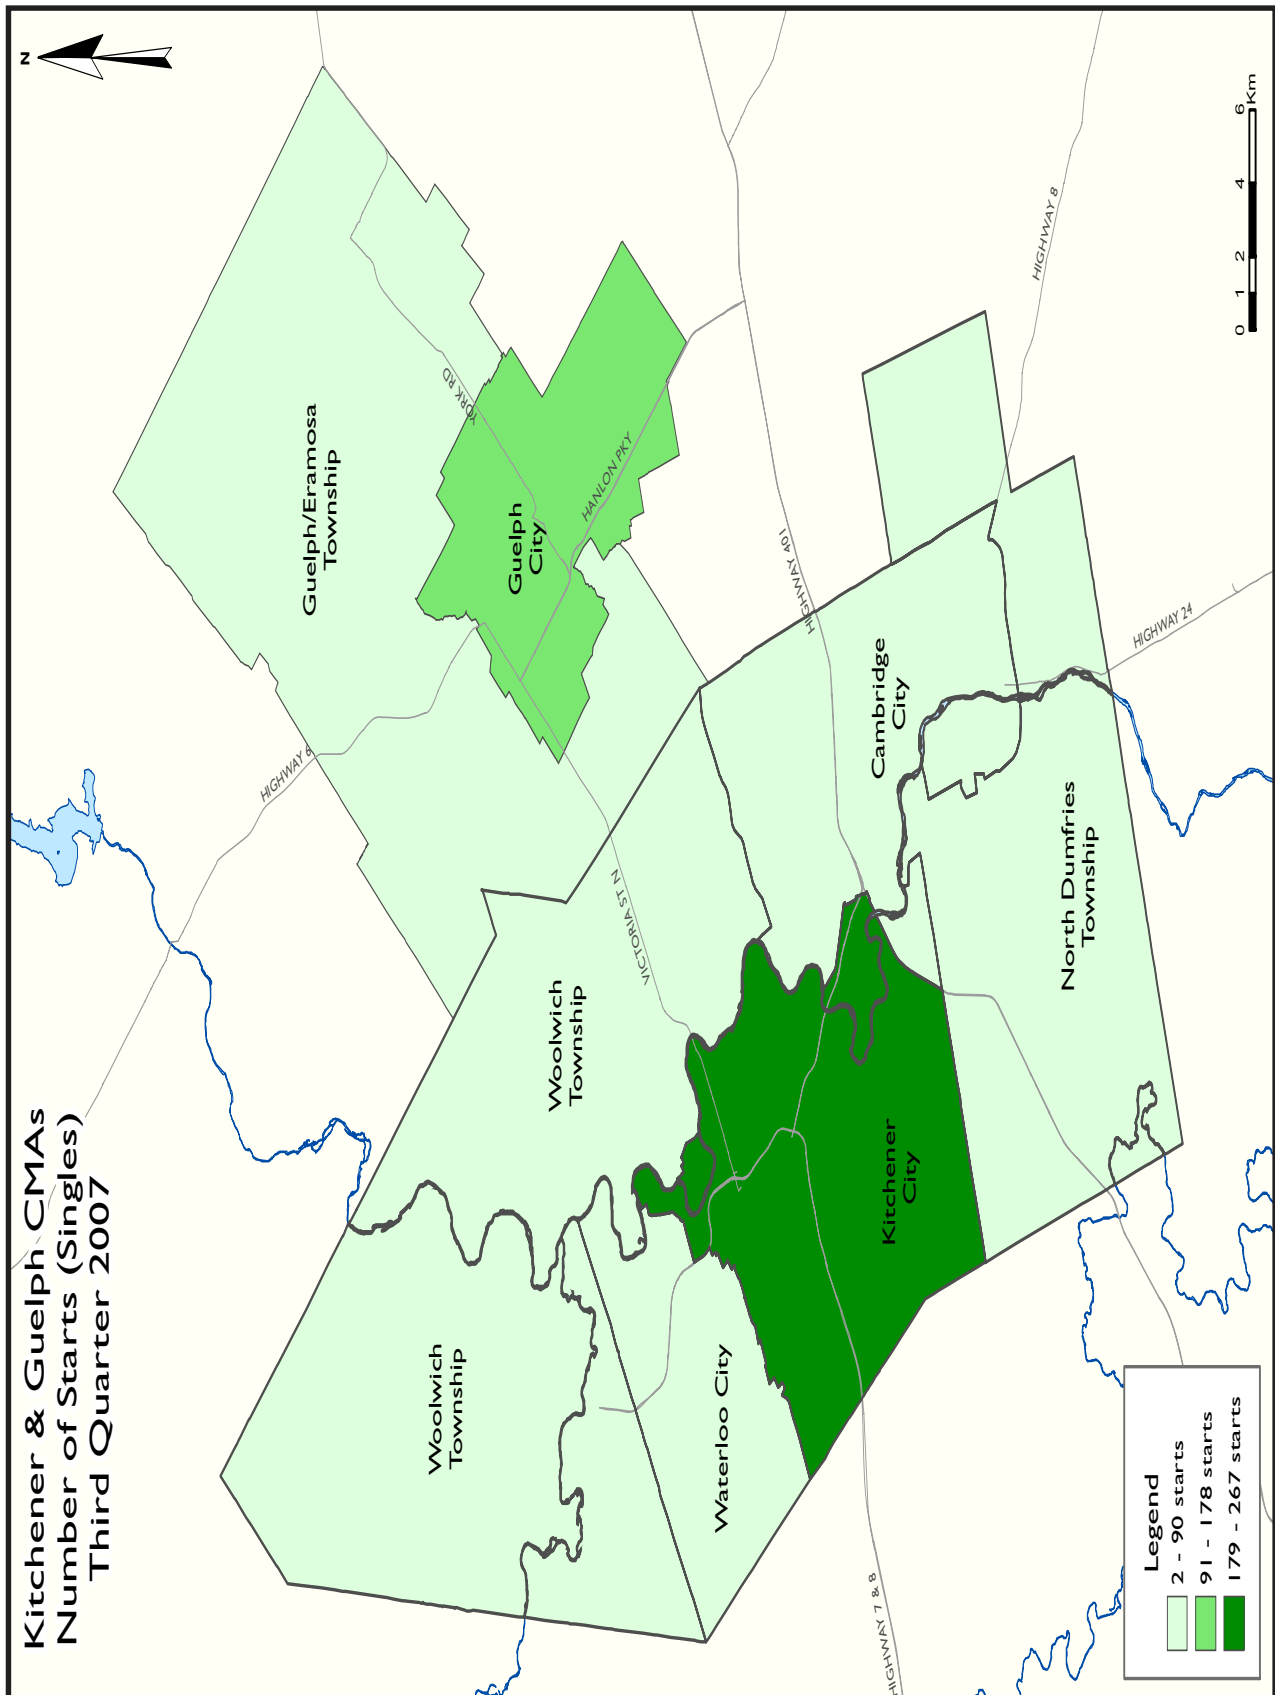 Kitchener & Guelph CMAs
Number of Starts (Singles)
Third Quarter 2007
N
Guelph/Eramosa
Township
YORK RD
HIGHWAY 6
Guelph
City
HANLON PKY
Woolwich
Township
VICTORIA ST N
HIGHWAY 401
HIGHWAY 8
Woolwich
Township
Waterloo City
Cambridge
City
HIGHWAY 24
Kitchener
City
North Dumfries
Township
HIGHWAY 7 & 8
Legend
2 - 90 starts
91 - 178 starts
179 - 267 starts
0 1 2 4 6
Km